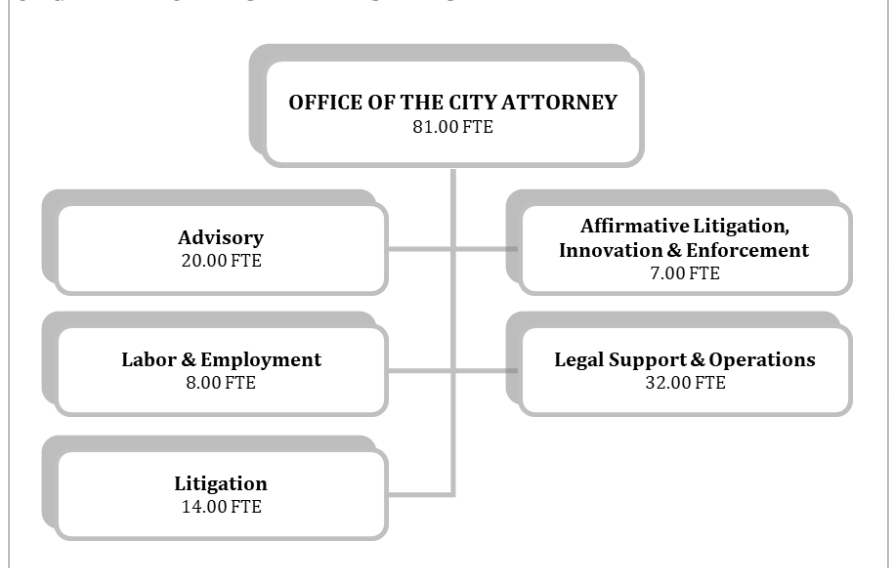 OFFICE OF THE CITY ATTORNEY
81.00 FTE
Advisory
20.00 FTE
Affirmative Litigation,
Innovation & Enforcement
7.00 FTE
Labor & Employment
8.00 FTE
Legal Support & Operations
32.00 FTE
Litigation
14.00 FTE